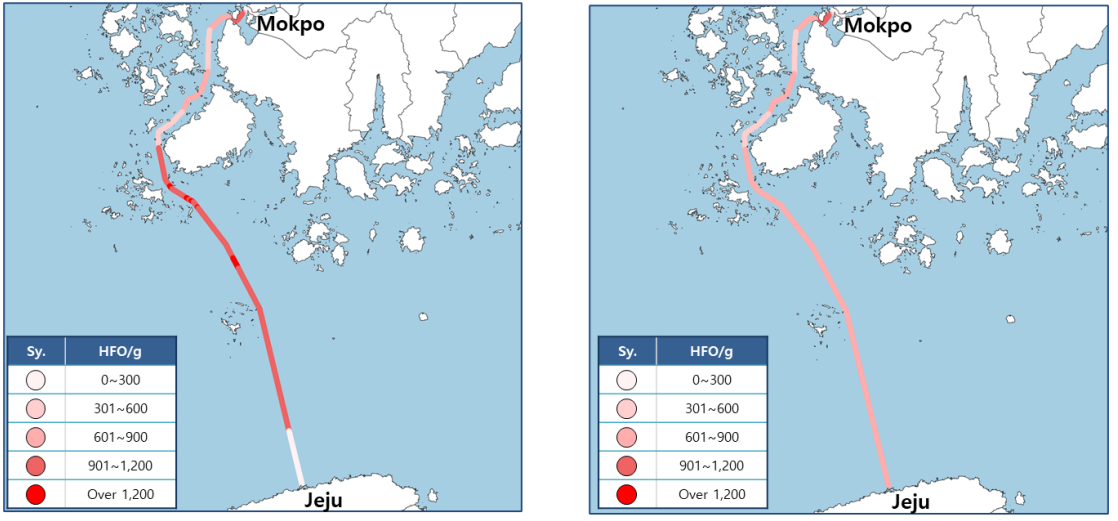 Mokpo
Sy. HFO/g
0~300
301~600
601~900
901~1,200
Over 1,200
Jeju
Mokpo
Sy. HFO/g
0~300
301~600
601~900
901~1,200
Over 1,200
Jeju